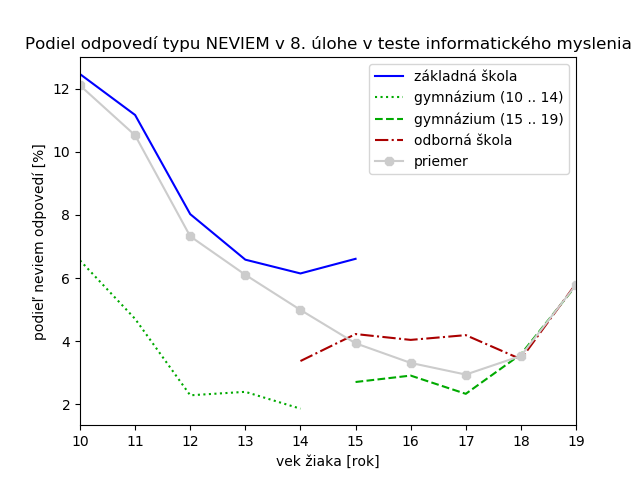 Podiel odpovedí typu NEVIEM v 8. úlohe v teste informatického myslenia
základná škola
gymnázium (10 .. 14)
gymnázium (15 .. 19)
odborná škola
priemer
podieľ neviem odpovedí [%]
12
10
8
6
4
2
10 11 12 13 14 15 16 17 18 19
vek žiaka [rok]